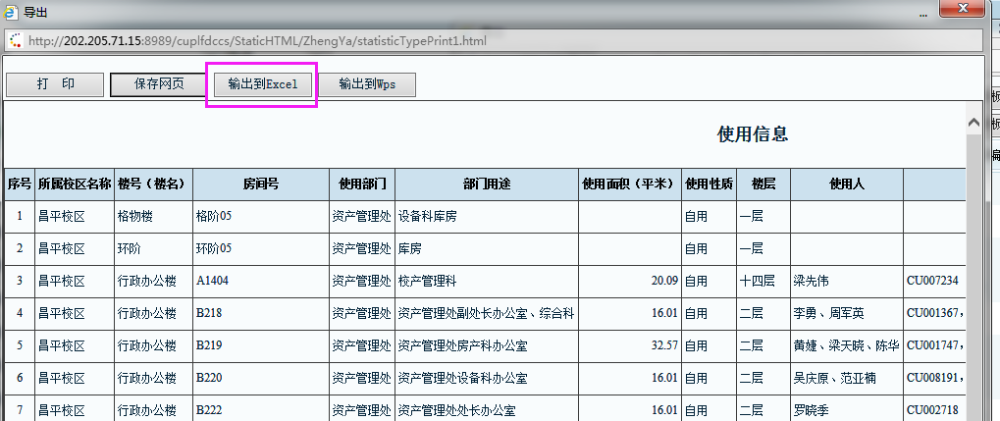 导出
...
http://202.205.71.15:8989/cuplfdccs/StaticHTML/ZhengYa/statisticTypePrint1.html
打 印 保存网页 输出到Excel 输出到Wps
使用信息
序号 所属校区名称 楼号（楼名） 房间号 使用部门 部门用途 使用面积（平米） 使用性质 楼层 使用人
1 昌平校区 格物楼 格阶05 资产管理处 设备科库房 自用 一层
2 昌平校区 环阶 环阶05 资产管理处 库房 自用 一层
3 昌平校区 行政办公楼 A1404 资产管理处 校产管理科 20.09 自用 十四层 梁先伟 CU007234
4 昌平校区 行政办公楼 B218 资产管理处 资产管理处副处长办公室、综合科 16.01 自用 二层 李勇、周军英 CU001367，
5 昌平校区 行政办公楼 B219 资产管理处 资产管理处房产科办公室 32.57 自用 二层 黄婕、梁天晓、陈华 CU001747，
6 昌平校区 行政办公楼 B220 资产管理处 资产管理处设备科办公室 16.01 自用 二层 吴庆原、范亚楠 CU008191，
7 昌平校区 行政办公楼 B222 资产管理处 资产管理处处长办公室 16.01 自用 二层 罗晓季 CU002718